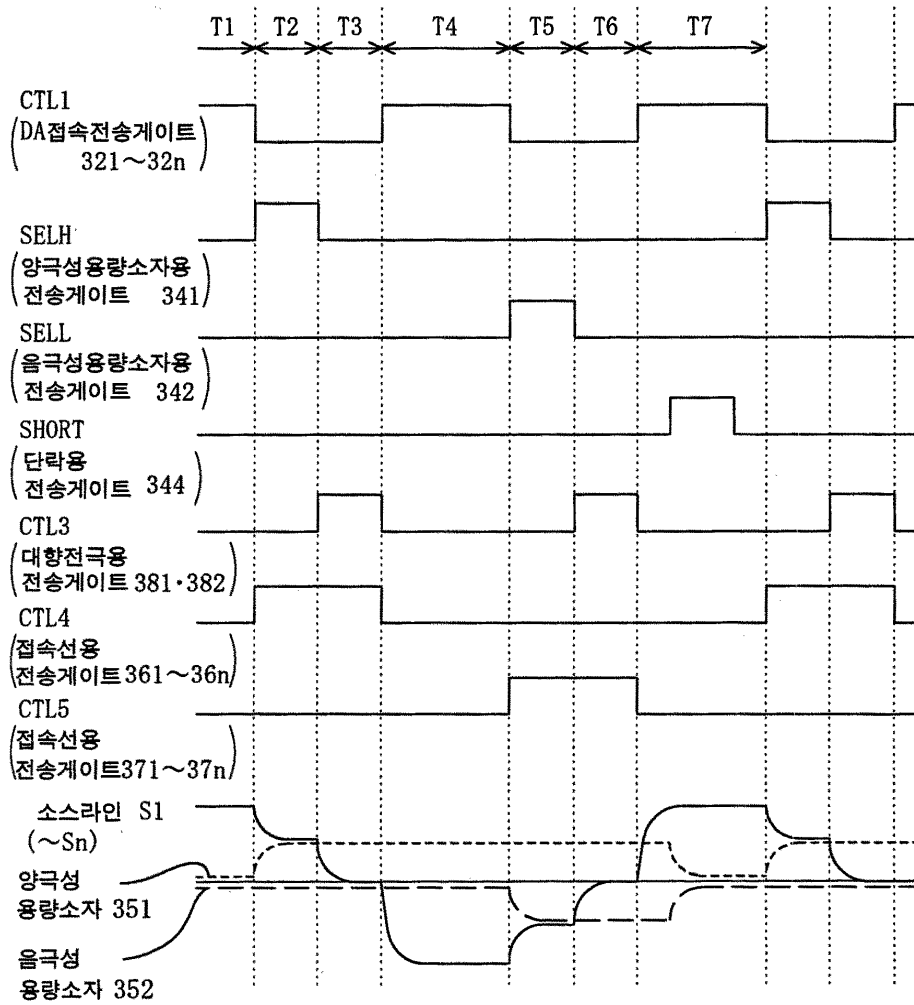 T1 T2 T3 T4 T5 T6 T7
CTL1
(DA접속전송게이트
321～32n)
SELH
(양극성용량소자용
전송게이트 341)
SELL
(음극성용량소자용
전송게이트 342)
SHORT
(단락용
전송게이트 344)
CTL3
(대향전극용
전송게이트 381·382)
CTL4
(접속선용
전송게이트361～36n)
CTL5
(접속선용
전송게이트371～37n)
소스라인 S1
(～Sn)
양극성
용량소자 351
음극성
용량소자 352